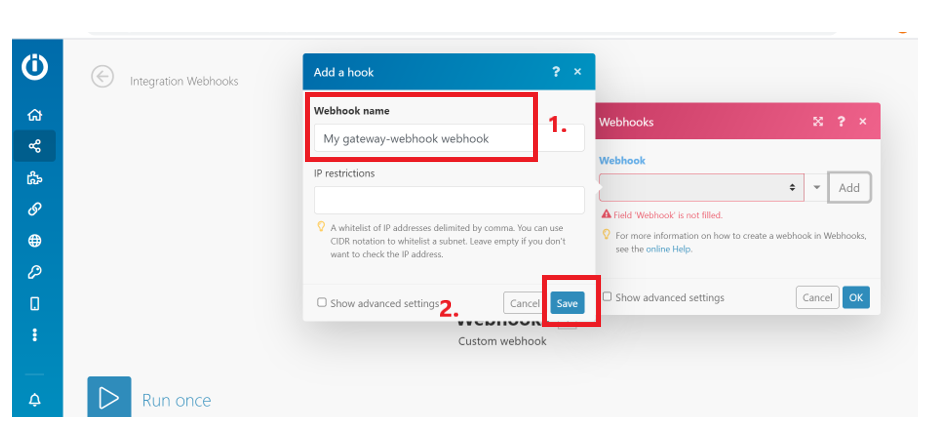 Integration Webhooks
Add a hook
?
×
Webhook name
My gateway-webhook webhook
1.
IP restrictions
A whitelist of IP addresses delimited by comma. You can use
CIDR notation to whitelist a subnet. Leave empty if you don't
want to check the IP address.
Show advanced settings
2.
Cancel
Save
Webhooks
?
×
Webhook
Add
Field 'Webhook' is not filled.
For more information on how to create a webhook in Webhooks,
see the online Help.
Show advanced settings
Cancel
OK
Custom webhook
Run once